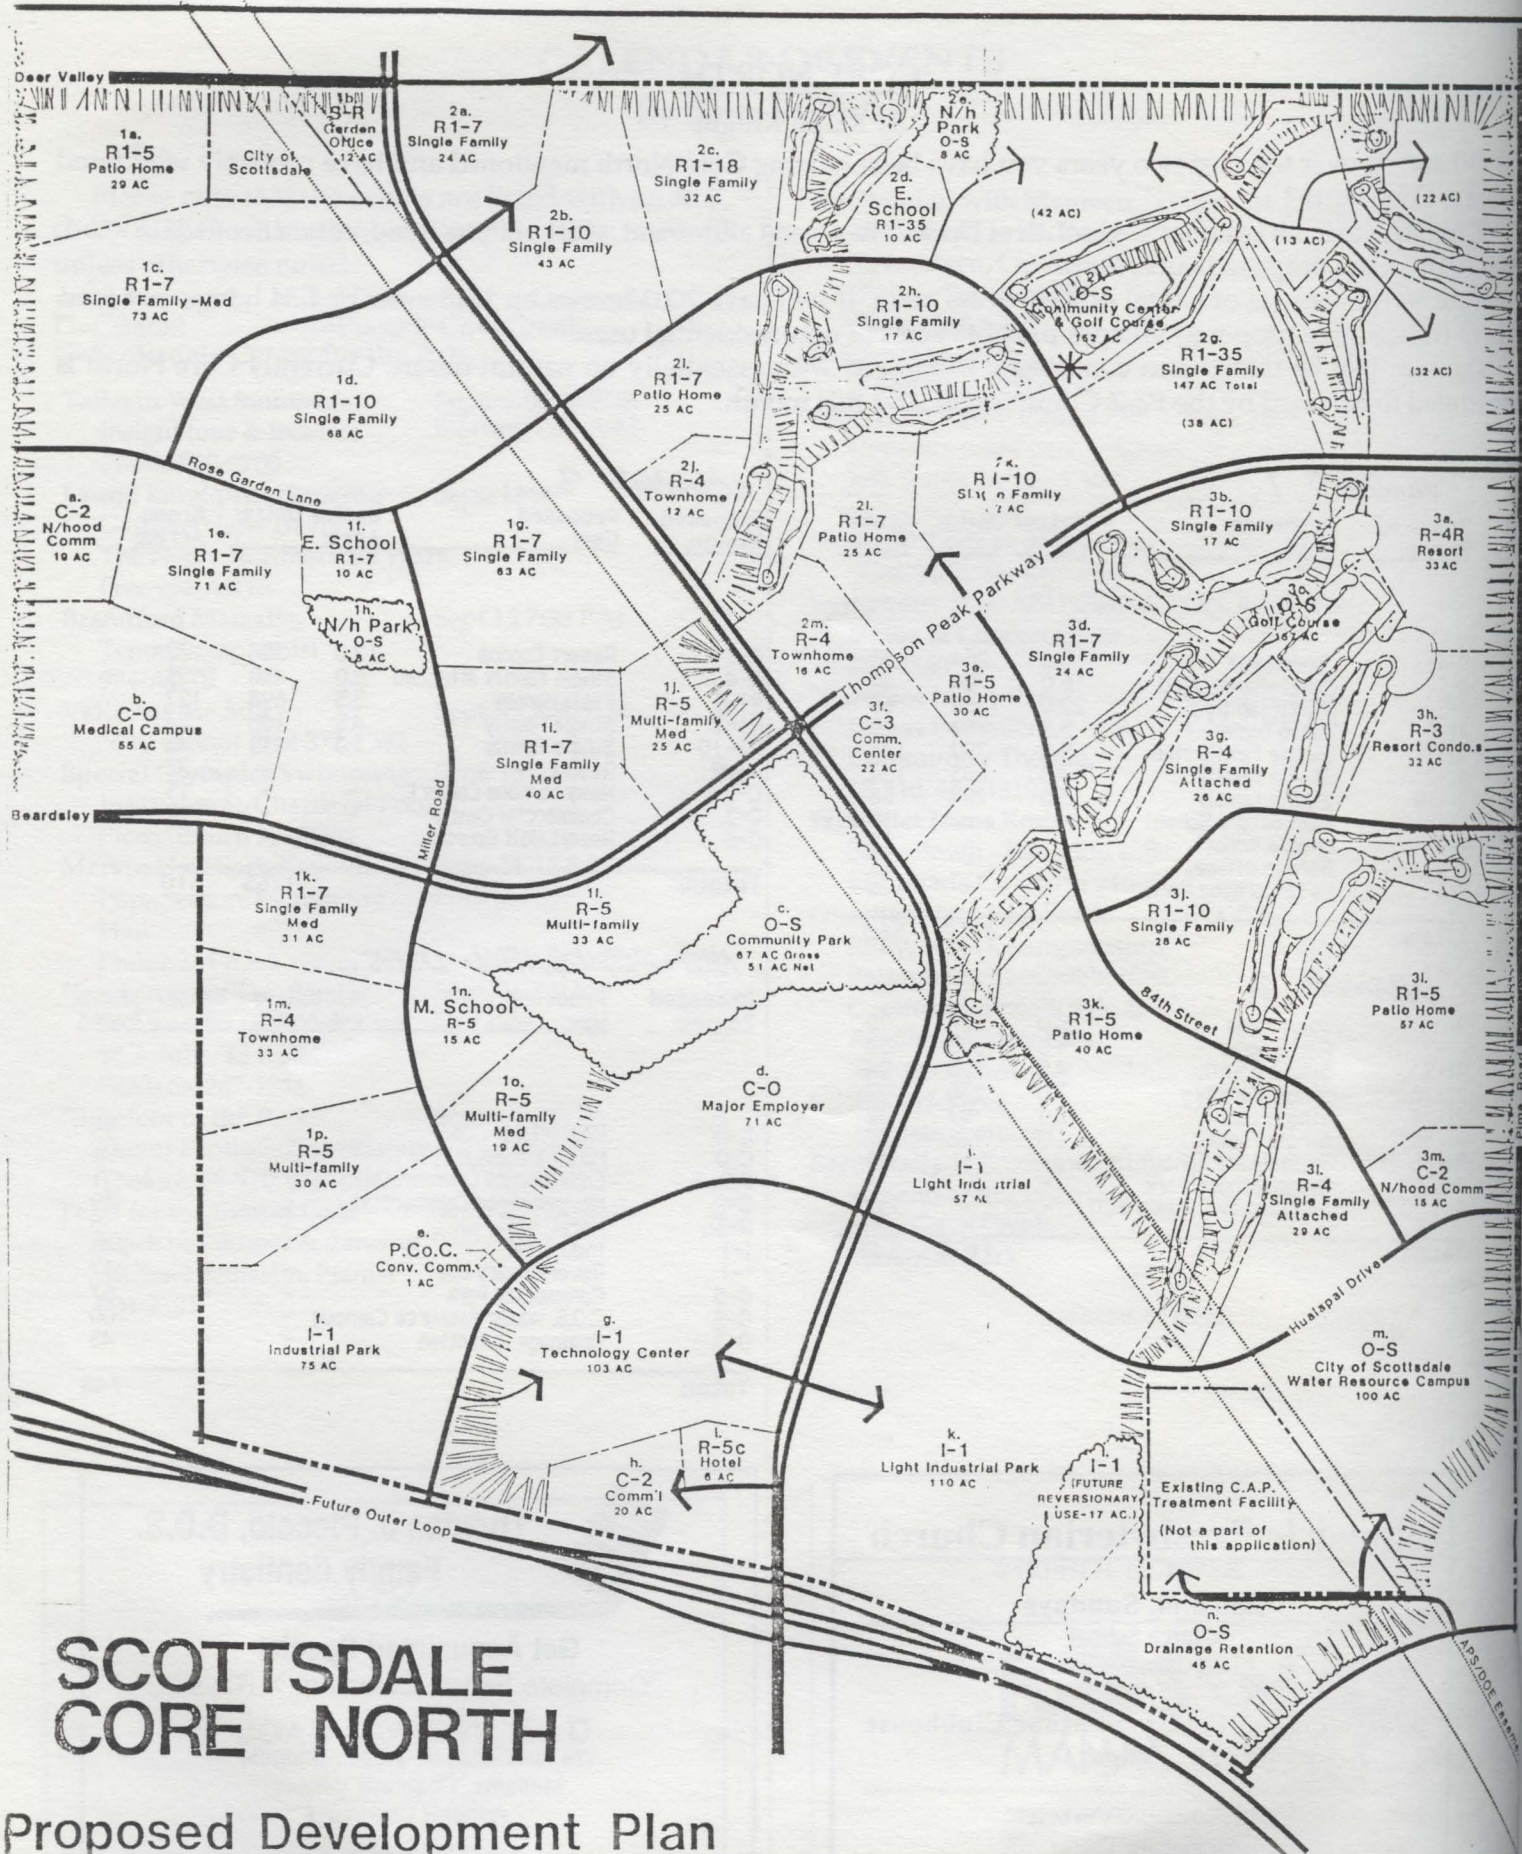 Deer Valley
1a.
R1-5
Patio Home
29 AC
City of
Scottsdale
1b.
S-R
Garden
Office
12 AC
2a.
R1-7
Single Family
24 AC
2b.
R1-10
Single Family
43 AC
2c.
R1-18
Single Family
32 AC
2e.
N/h
Park
O-S
8 AC
2d.
E.
School
R1-35
10 AC
(42 AC)
(22 AC)
(13 AC)
1c.
R1-7
Single Family-Med
73 AC
2h.
R1-10
Single Family
17 AC
O-S
Community Center
& Golf Course
162 AC
2g.
R1-35
Single Family
147 AC Total
(32 AC)
(38 AC)
1d.
R1-10
Single Family
68 AC
2i.
R1-7
Patio Home
25 AC
Rose Garden Lane
2j.
R-4
Townhome
12 AC
R1-10
Family
a.
C-2
N/hood
Comm
19 AC
1e.
R1-7
Single Family
71 AC
1f.
E. School
R1-7
10 AC
1g.
R1-7
Single Family
63 AC
2l.
R1-7
Patio Home
25 AC
3b.
R1-10
Single Family
17 AC
3a.
R-4R
Resort
33 AC
1h.
N/h Park
O-S
8 AC
2m.
R-4
Townhome
16 AC
Thompson Peak Parkway
3d.
R1-7
Single Family
24 AC
O-S
Golf Course
AC
3e.
R1-5
Patio Home
30 AC
b.
C-O
Medical Campus
55 AC
1j.
R-5
Multi-family
Med
25 AC
1i.
R1-7
Single Family
Med
40 AC
3f.
C-3
Comm.
Center
22 AC
3g.
R-4
Single Family
Attached
26 AC
3h.
R-3
Resort Condo.s
32 AC
Beardsley
Miller Road
1k.
R1-7
Single Family
Med
31 AC
1l.
R-5
Multi-family
33 AC
c.
O-S
Community Park
67 AC Gross
51 AC Net
3j.
R1-10
Single Family
28 AC
1m.
R-4
Townhome
33 AC
1n.
M. School
R-5
15 AC
3k.
R1-5
Patio Home
40 AC
84th Street
3i.
R1-5
Patio Home
57 AC
Pima Road
1o.
R-5
Multi-family
Med
19 AC
d.
C-O
Major Employer
71 AC
1p.
R-5
Multi-family
30 AC
I-1
Light Industrial
57 AC
3l.
R-4
Single Family
Attached
29 AC
3m.
C-2
N/hood Comm
15 AC
e.
P.Co.C.
Conv. Comm.
1 AC
Hualapai Drive
f.
I-1
Industrial Park
75 AC
g.
I-1
Technology Center
103 AC
m.
O-S
City of Scottsdale
Water Resource Campus
100 AC
i.
R-5c
Hotel
6 AC
h.
C-2
Comm'l
20 AC
k.
I-1
Light Industrial Park
110 AC
I-1
(FUTURE
REVERSIONARY
USE-17 AC.)
Existing C.A.P.
Treatment Facility
(Not a part of
this application)
Future Outer Loop
n.
O-S
Drainage Retention
45 AC
APS/DOE
SCOTTSDALE
CORE NORTH
Proposed Development Plan